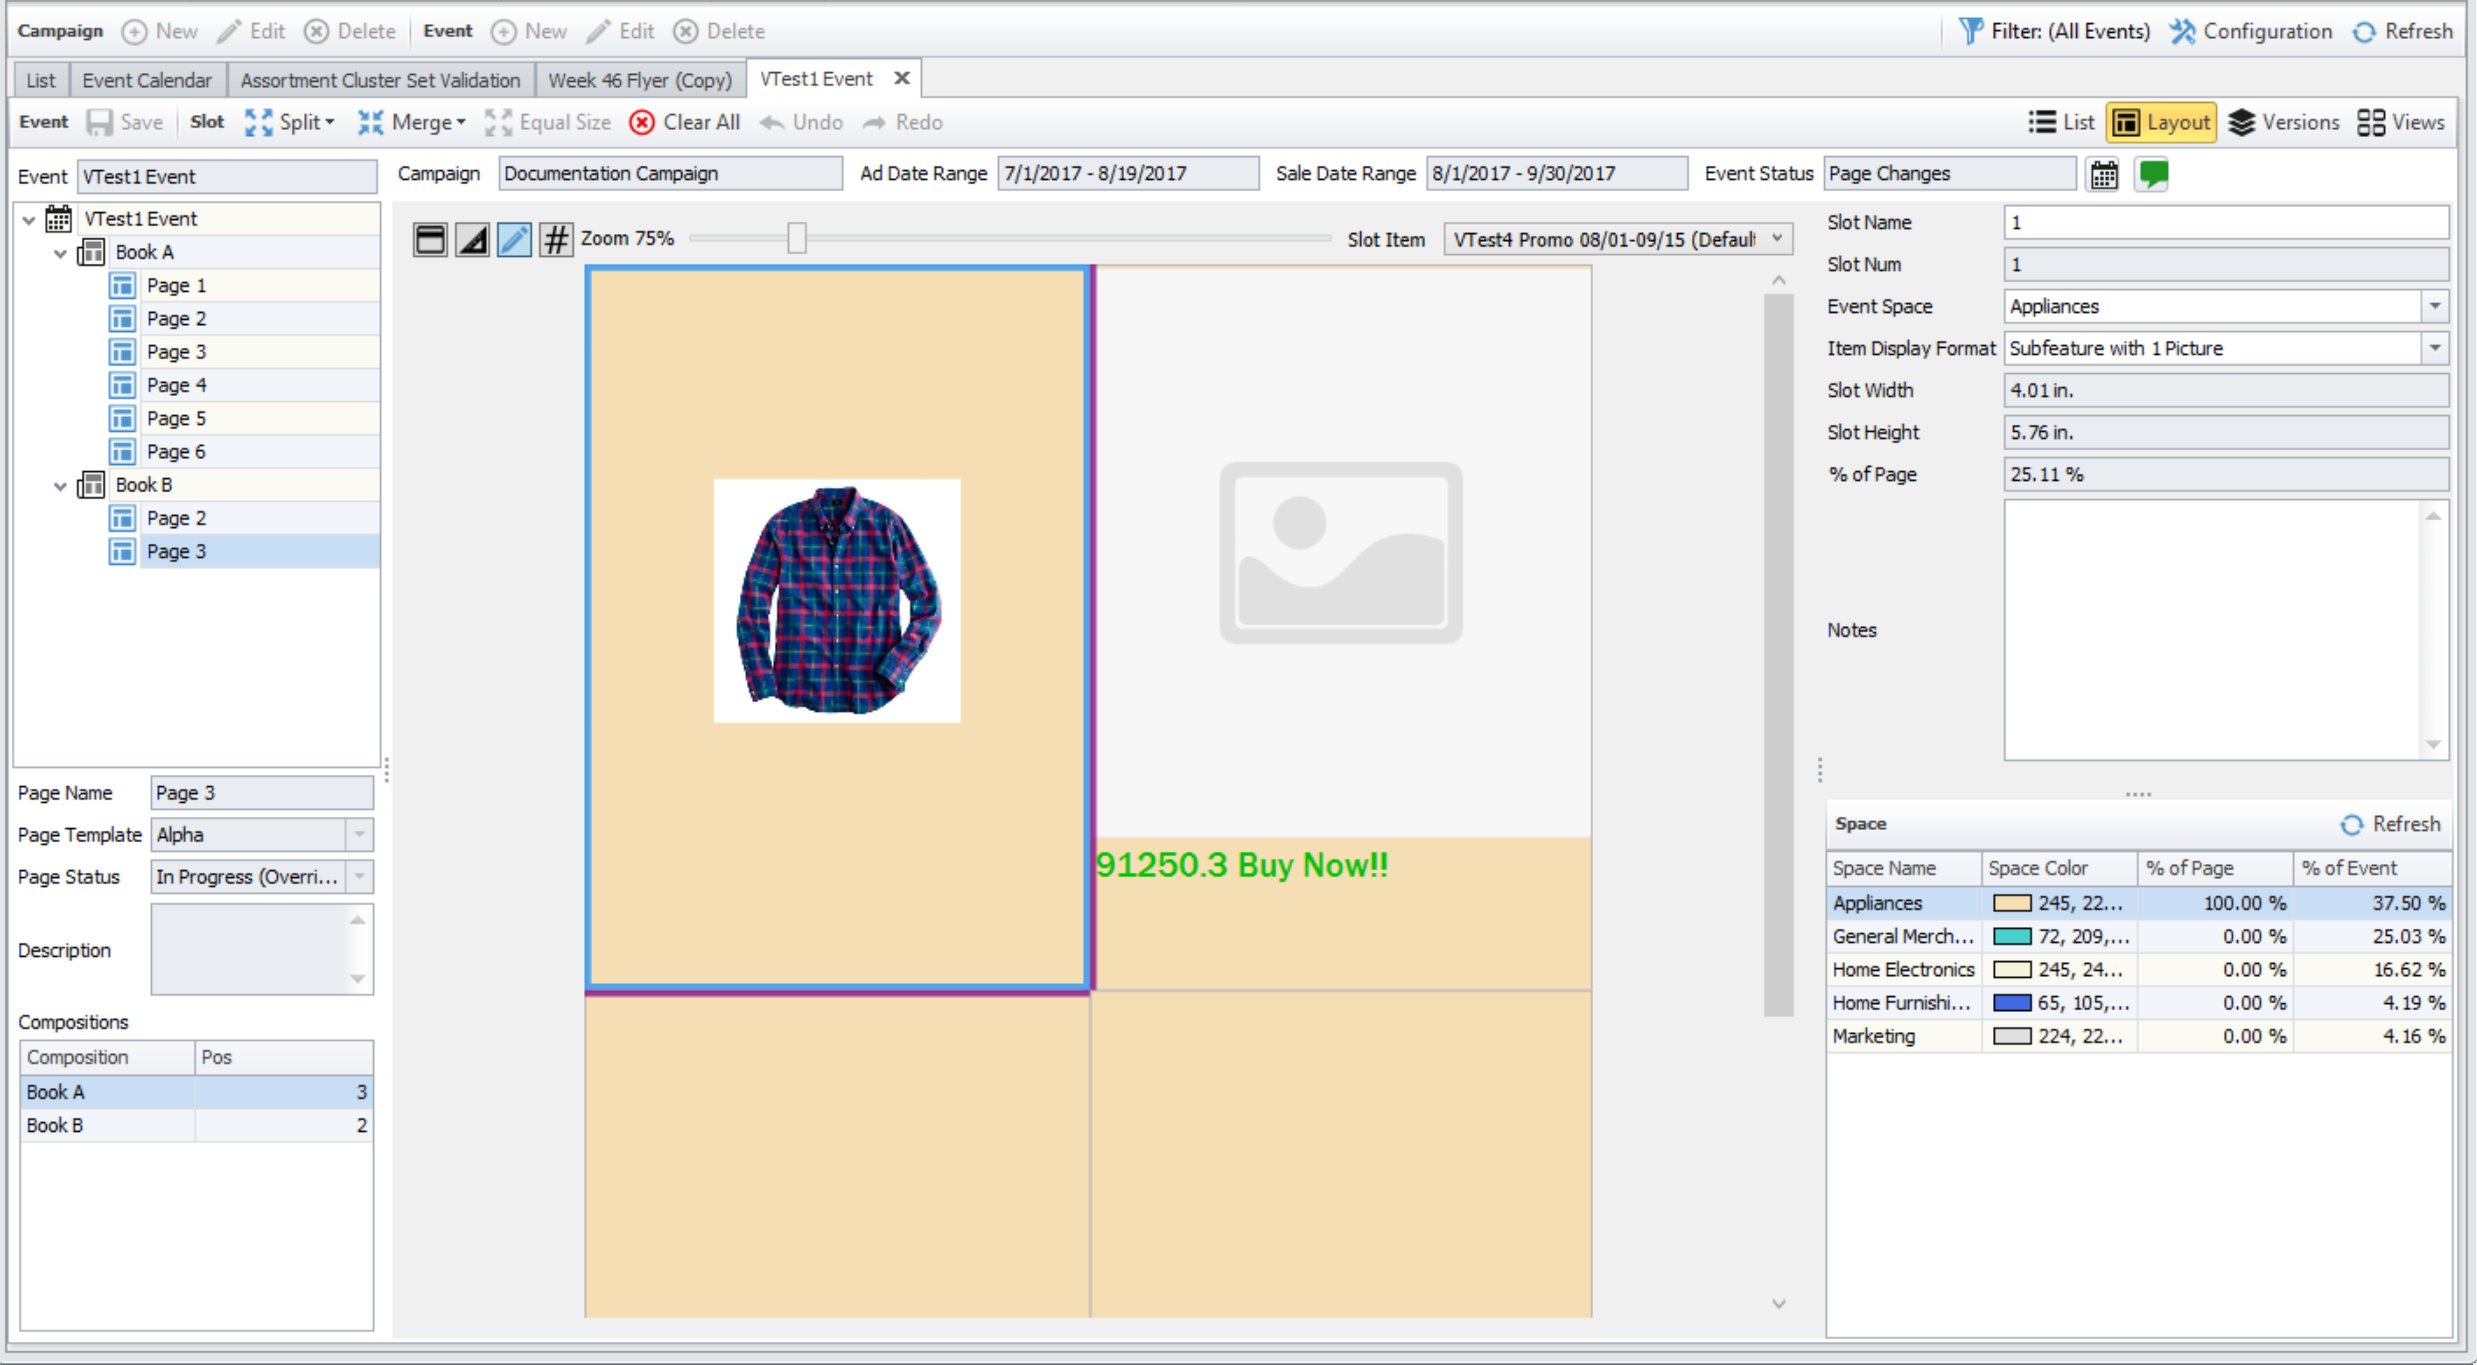 Campaign New Edit Delete Event New Edit Delete Filter: (All Events) Configuration Refresh
List Event Calendar Assortment Cluster Set Validation Week 46 Flyer (Copy) VTest1 Event
Event Save Slot Split Merge Equal Size Clear All Undo Redo List Layout Versions Views
Event VTest1 Event Campaign Documentation Campaign Ad Date Range 7/1/2017 - 8/19/2017 Sale Date Range 8/1/2017 - 9/30/2017 Event Status Page Changes
VTest1 Event
Book A
Page 1
Page 2
Page 3
Page 4
Page 5
Page 6
Book B
Page 2
Page 3
Page Name Page 3
Page Template Alpha
Page Status In Progress (Overri...
Description
Compositions
Composition Pos
Book A 3
Book B 2
# Zoom 75% Slot Item VTest4 Promo 08/01-09/15 (Default
91250.3 Buy Now!!
Slot Name 1
Slot Num 1
Event Space Appliances
Item Display Format Subfeature with 1 Picture
Slot Width 4.01 in.
Slot Height 5.76 in.
% of Page 25.11 %
Notes
Space Refresh
Space Name Space Color % of Page % of Event
Appliances 245, 22... 100.00 % 37.50 %
General Merch... 72, 209,... 0.00 % 25.03 %
Home Electronics 245, 24... 0.00 % 16.62 %
Home Furnishi... 65, 105,... 0.00 % 4.19 %
Marketing 224, 22... 0.00 % 4.16 %